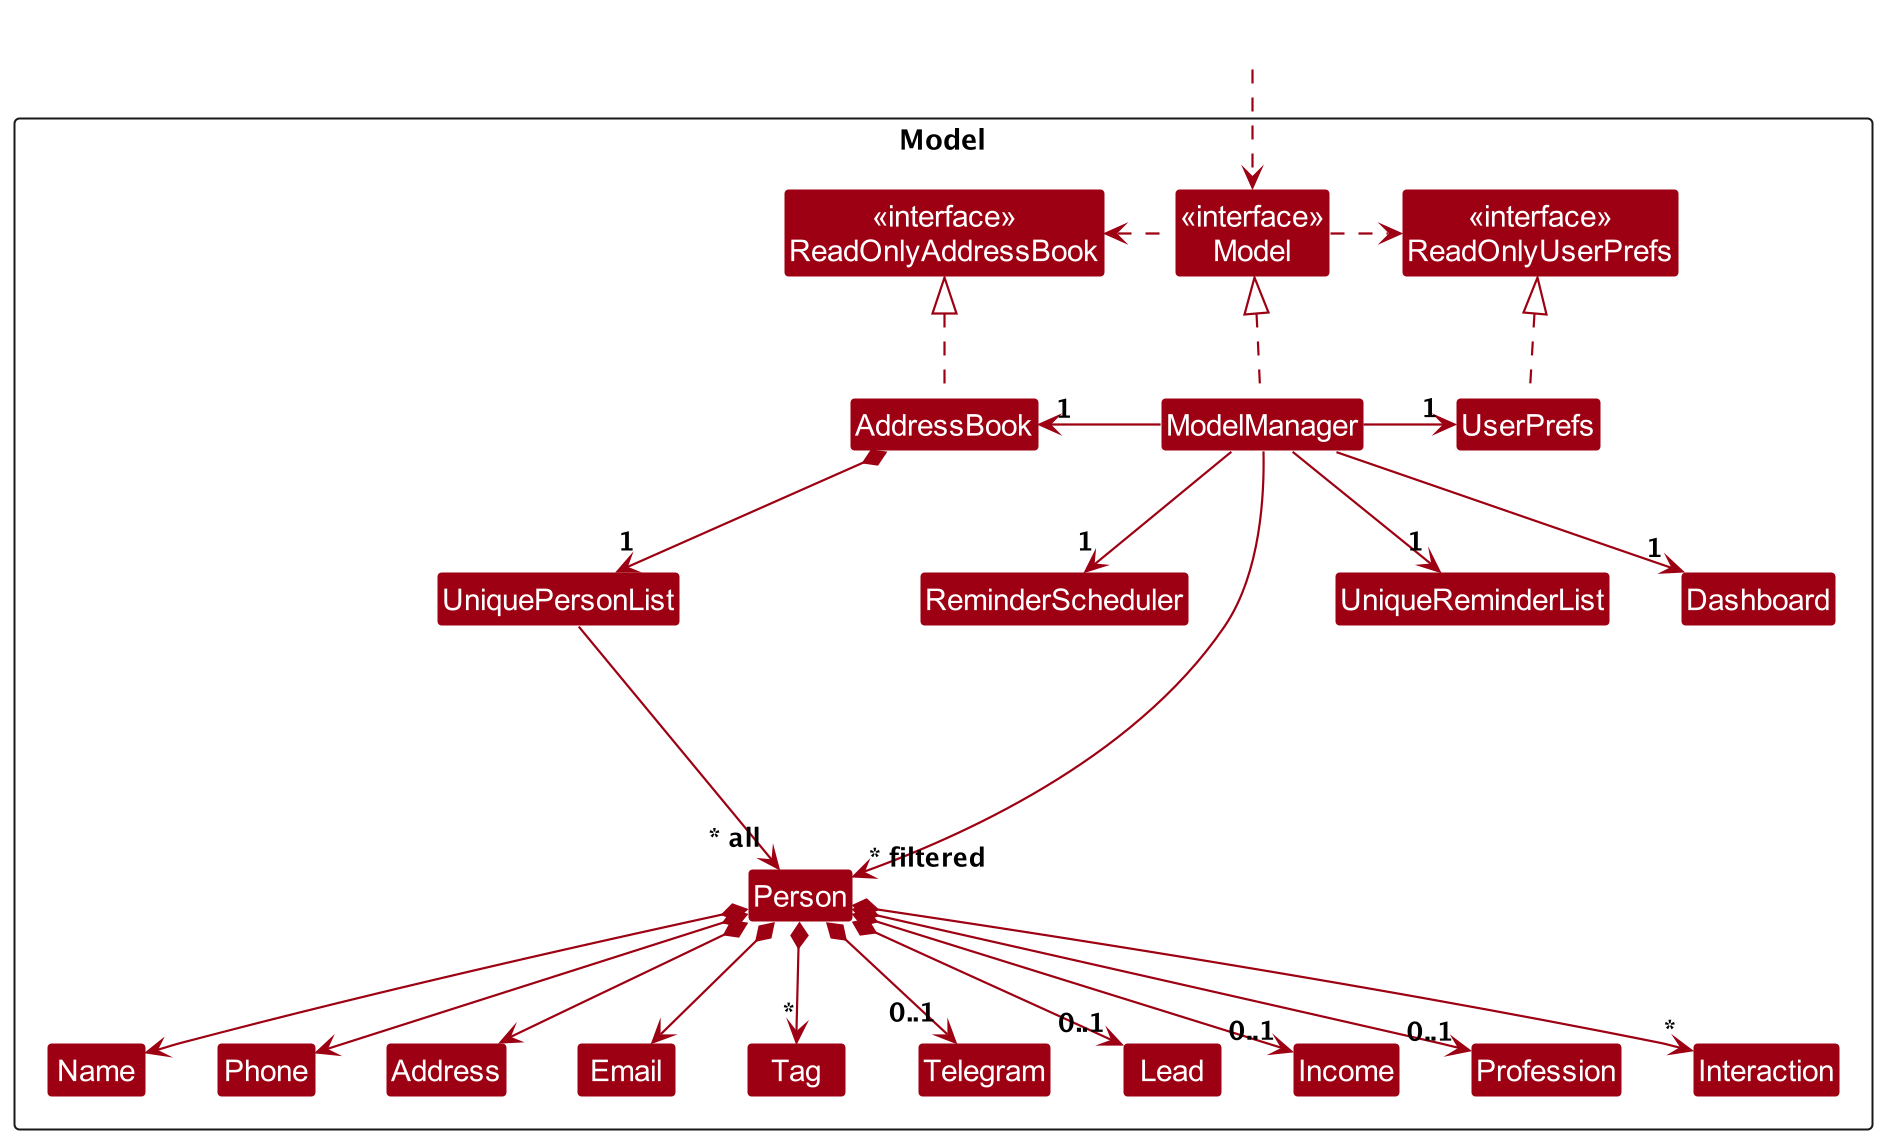 Model
«interface»
ReadOnlyAddressBook
«interface»
Model
«interface»
ReadOnlyUserPrefs
AddressBook
1
ModelManager
1
UserPrefs
1
1
1
1
UniquePersonList
ReminderScheduler
UniqueReminderList
Dashboard
* all
* filtered
Person
*
0..1
0..1
0..1
0..1
*
Name
Phone
Address
Email
Tag
Telegram
Lead
Income
Profession
Interaction